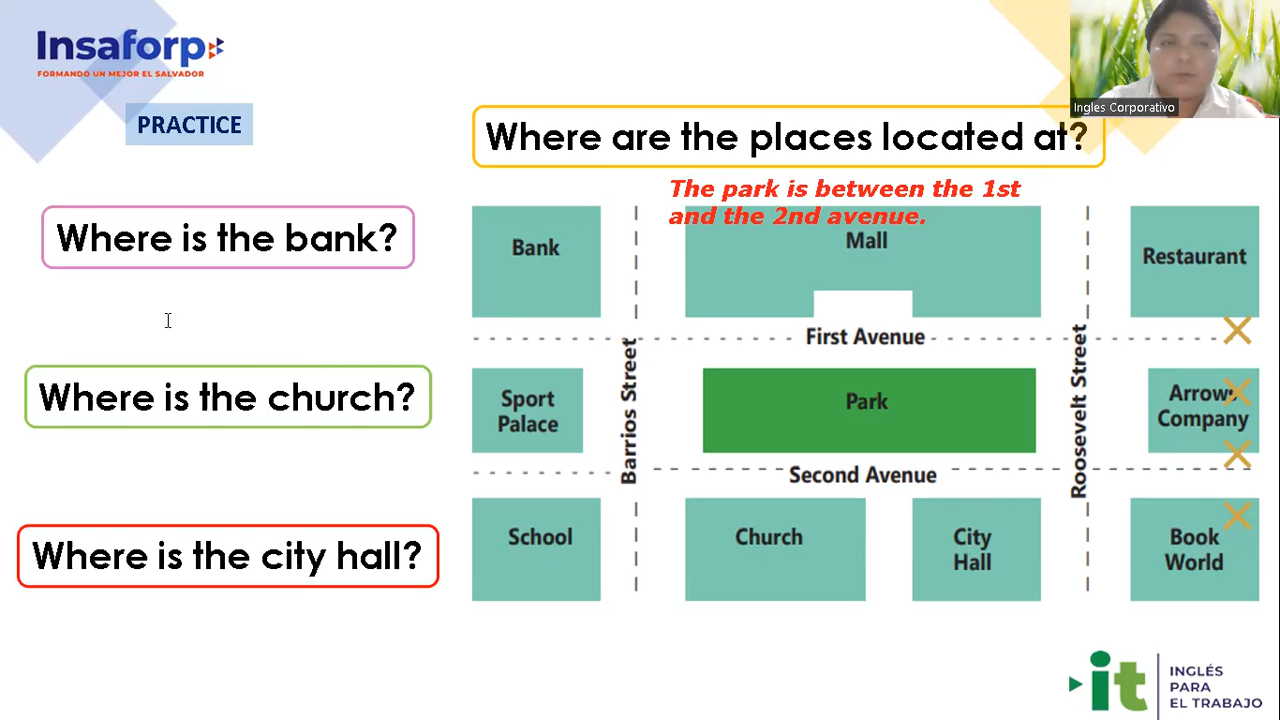 Insaforp
FORMANDO UN MEJOR EL SALVADOR
Ingles Corporativo
PRACTICE
Where are the places located at?
The park is between the 1st
and the 2nd avenue.
Where is the bank?
Where is the church?
Where is the city hall?
Bank
Mall
Restaurant
First Avenue
Sport
Palace
Barrios Street
Park
Roosevelt Street
Arrow
Company
Second Avenue
School
Church
City
Hall
Book
World
it
INGLÉS
PARA
EL TRABAJO